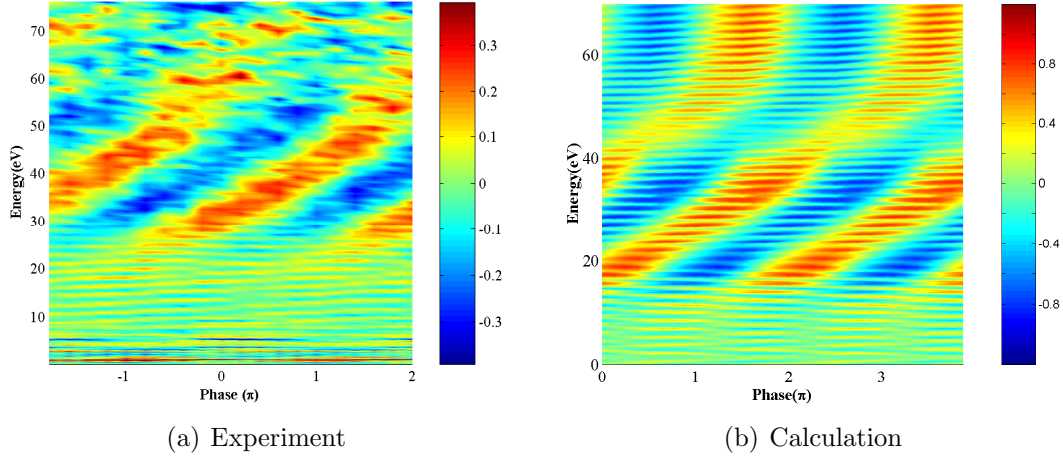 70
60
50
40
30
20
10
Energy(eV)
-1 0 1 2
Phase (π)
0.3
0.2
0.1
0
-0.1
-0.2
-0.3
(a) Experiment
60
40
20
0
Energy(eV)
0 1 2 3
Phase(π)
0.8
0.4
0
-0.4
-0.8
(b) Calculation